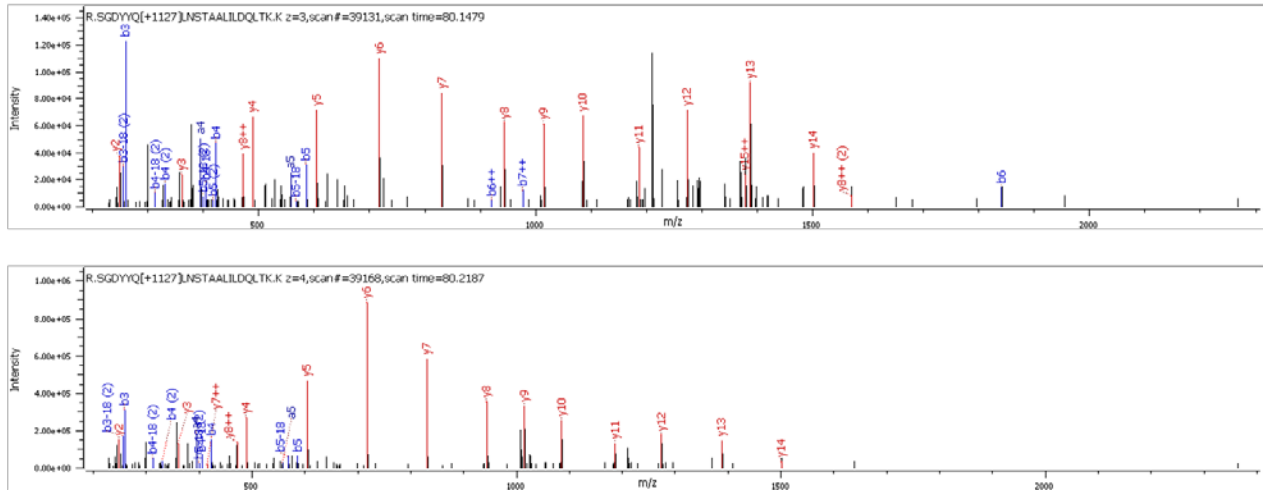 R.SGDYYQ[+1127]LNSTAALILDQLTK.K z=3,scan#=39131,scan time=80.1479
1.40e+05
1.20e+05
1.00e+05
8.00e+04
6.00e+04
4.00e+04
2.00e+04
0.00e+00
Intensity
y2
b3-18 (2)
b3
b4-18 (2)
b4 (2)
y3
a4
b4
y8++
y4
a5
b5-18
b5
y5
y6
y7
b6++
y8
b7++
y9
y10
y11
y12
y13
y14
y8++ (2)
b6
500
1000
1500
2000
m/z
R.SGDYYQ[+1127]LNSTAALILDQLTK.K z=4,scan#=39168,scan time=80.2187
1.00e+06
8.00e+05
6.00e+05
4.00e+05
2.00e+05
0.00e+00
Intensity
b3-18 (2)
y2
b3
b4-18 (2)
b4 (2)
y3
b4
y7++
y8++
y4
b5-18
a5
b5
y5
y6
y7
y8
y9
y10
y11
y12
y13
y14
500
1000
1500
2000
m/z